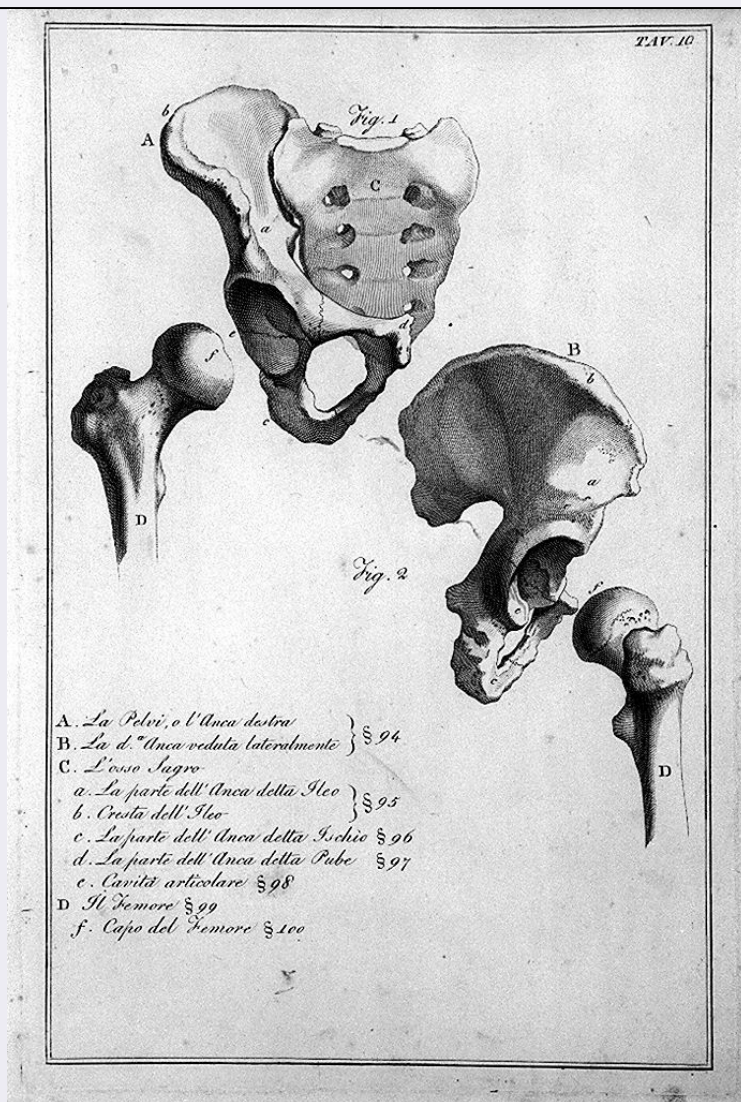 TAV. 10
Fig. 1
b
A
C
a
e
d
f
c
D
B
b
a
Fig. 2
f
e
c
D
A. La Pelvi, o l'Anca destra
B. La d.ª Anca veduta lateralmente } § 94
C. L'osso Sagro
a. La parte dell'Anca detta Ileo
b. Cresta dell'Ileo } § 95
c. La parte dell'Anca detta Ischio § 96
d. La parte dell'Anca detta Pube § 97
e. Cavità articolare § 98
D Il Femore § 99
f. Capo del Femore § 100